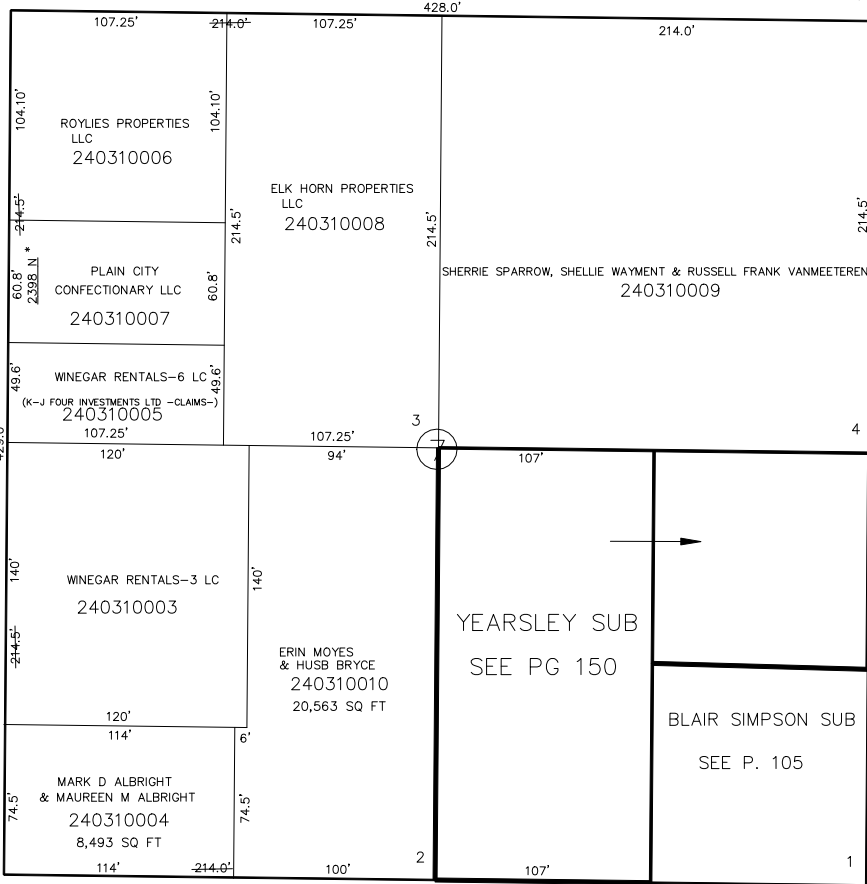 428.0'
107.25'
214.0'
107.25'
214.0'
104.10'
104.10'
ROYLIES PROPERTIES
LLC
240310006
ELK HORN PROPERTIES
LLC
240310008
214.5'
214.5'
214.5'
214.5'
SHERRIE SPARROW, SHELLIE WAYMENT & RUSSELL FRANK VANMEETEREN
240310009
60.8'
2398 N *
PLAIN CITY
CONFECTIONARY LLC
240310007
60.8'
49.6'
WINEGAR RENTALS-6 LC
(K-J FOUR INVESTMENTS LTD -CLAIMS-)
240310005
49.6'
107.25'
107.25'
3
4
7
120'
94'
107'
140'
WINEGAR RENTALS-3 LC
240310003
140'
214.5'
120'
ERIN MOYES
& HUSB BRYCE
240310010
20,563 SQ FT
YEARSLEY SUB
SEE PG 150
BLAIR SIMPSON SUB
SEE P. 105
114'
6'
74.5'
MARK D ALBRIGHT
& MAUREEN M ALBRIGHT
240310004
8,493 SQ FT
74.5'
114'
214.0'
100'
2
107'
1